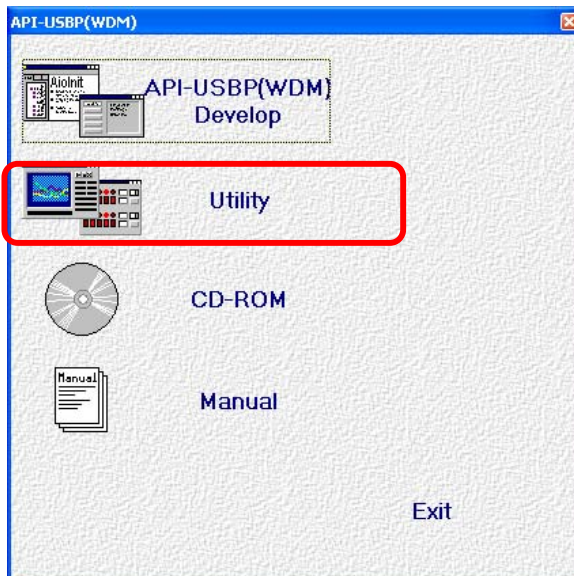 API-USBP(WDM)
AioInit
API-USBP(WDM)
Develop
Utility
CD-ROM
Manual
Manual
Exit